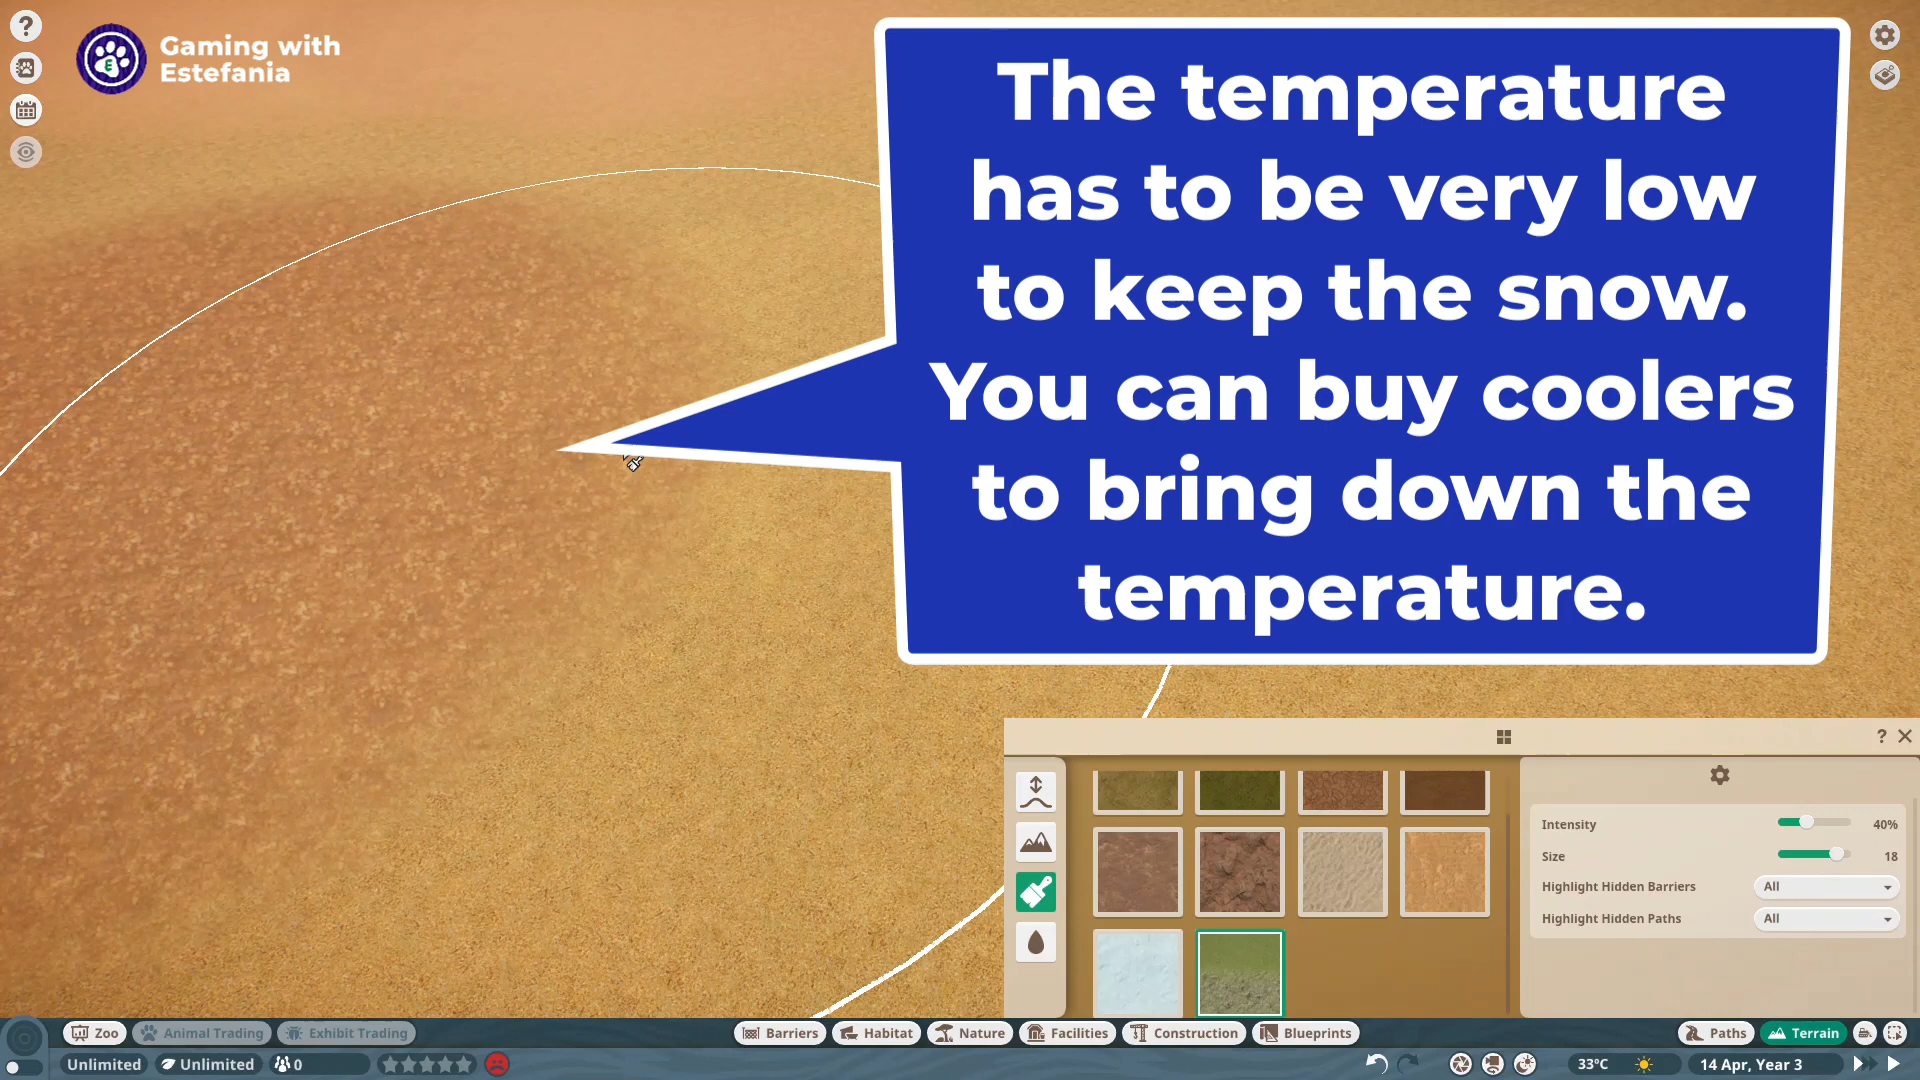 Gaming with
Estefania
The temperature
has to be very low
to keep the snow.
You can buy coolers
to bring down the
temperature.
Intensity 40%
Size 18
Highlight Hidden Barriers All
Highlight Hidden Paths All
Zoo Animal Trading Exhibit Trading Barriers Habitat Nature Facilities Construction Blueprints Paths Terrain
Unlimited Unlimited 0 33°C 14 Apr, Year 3